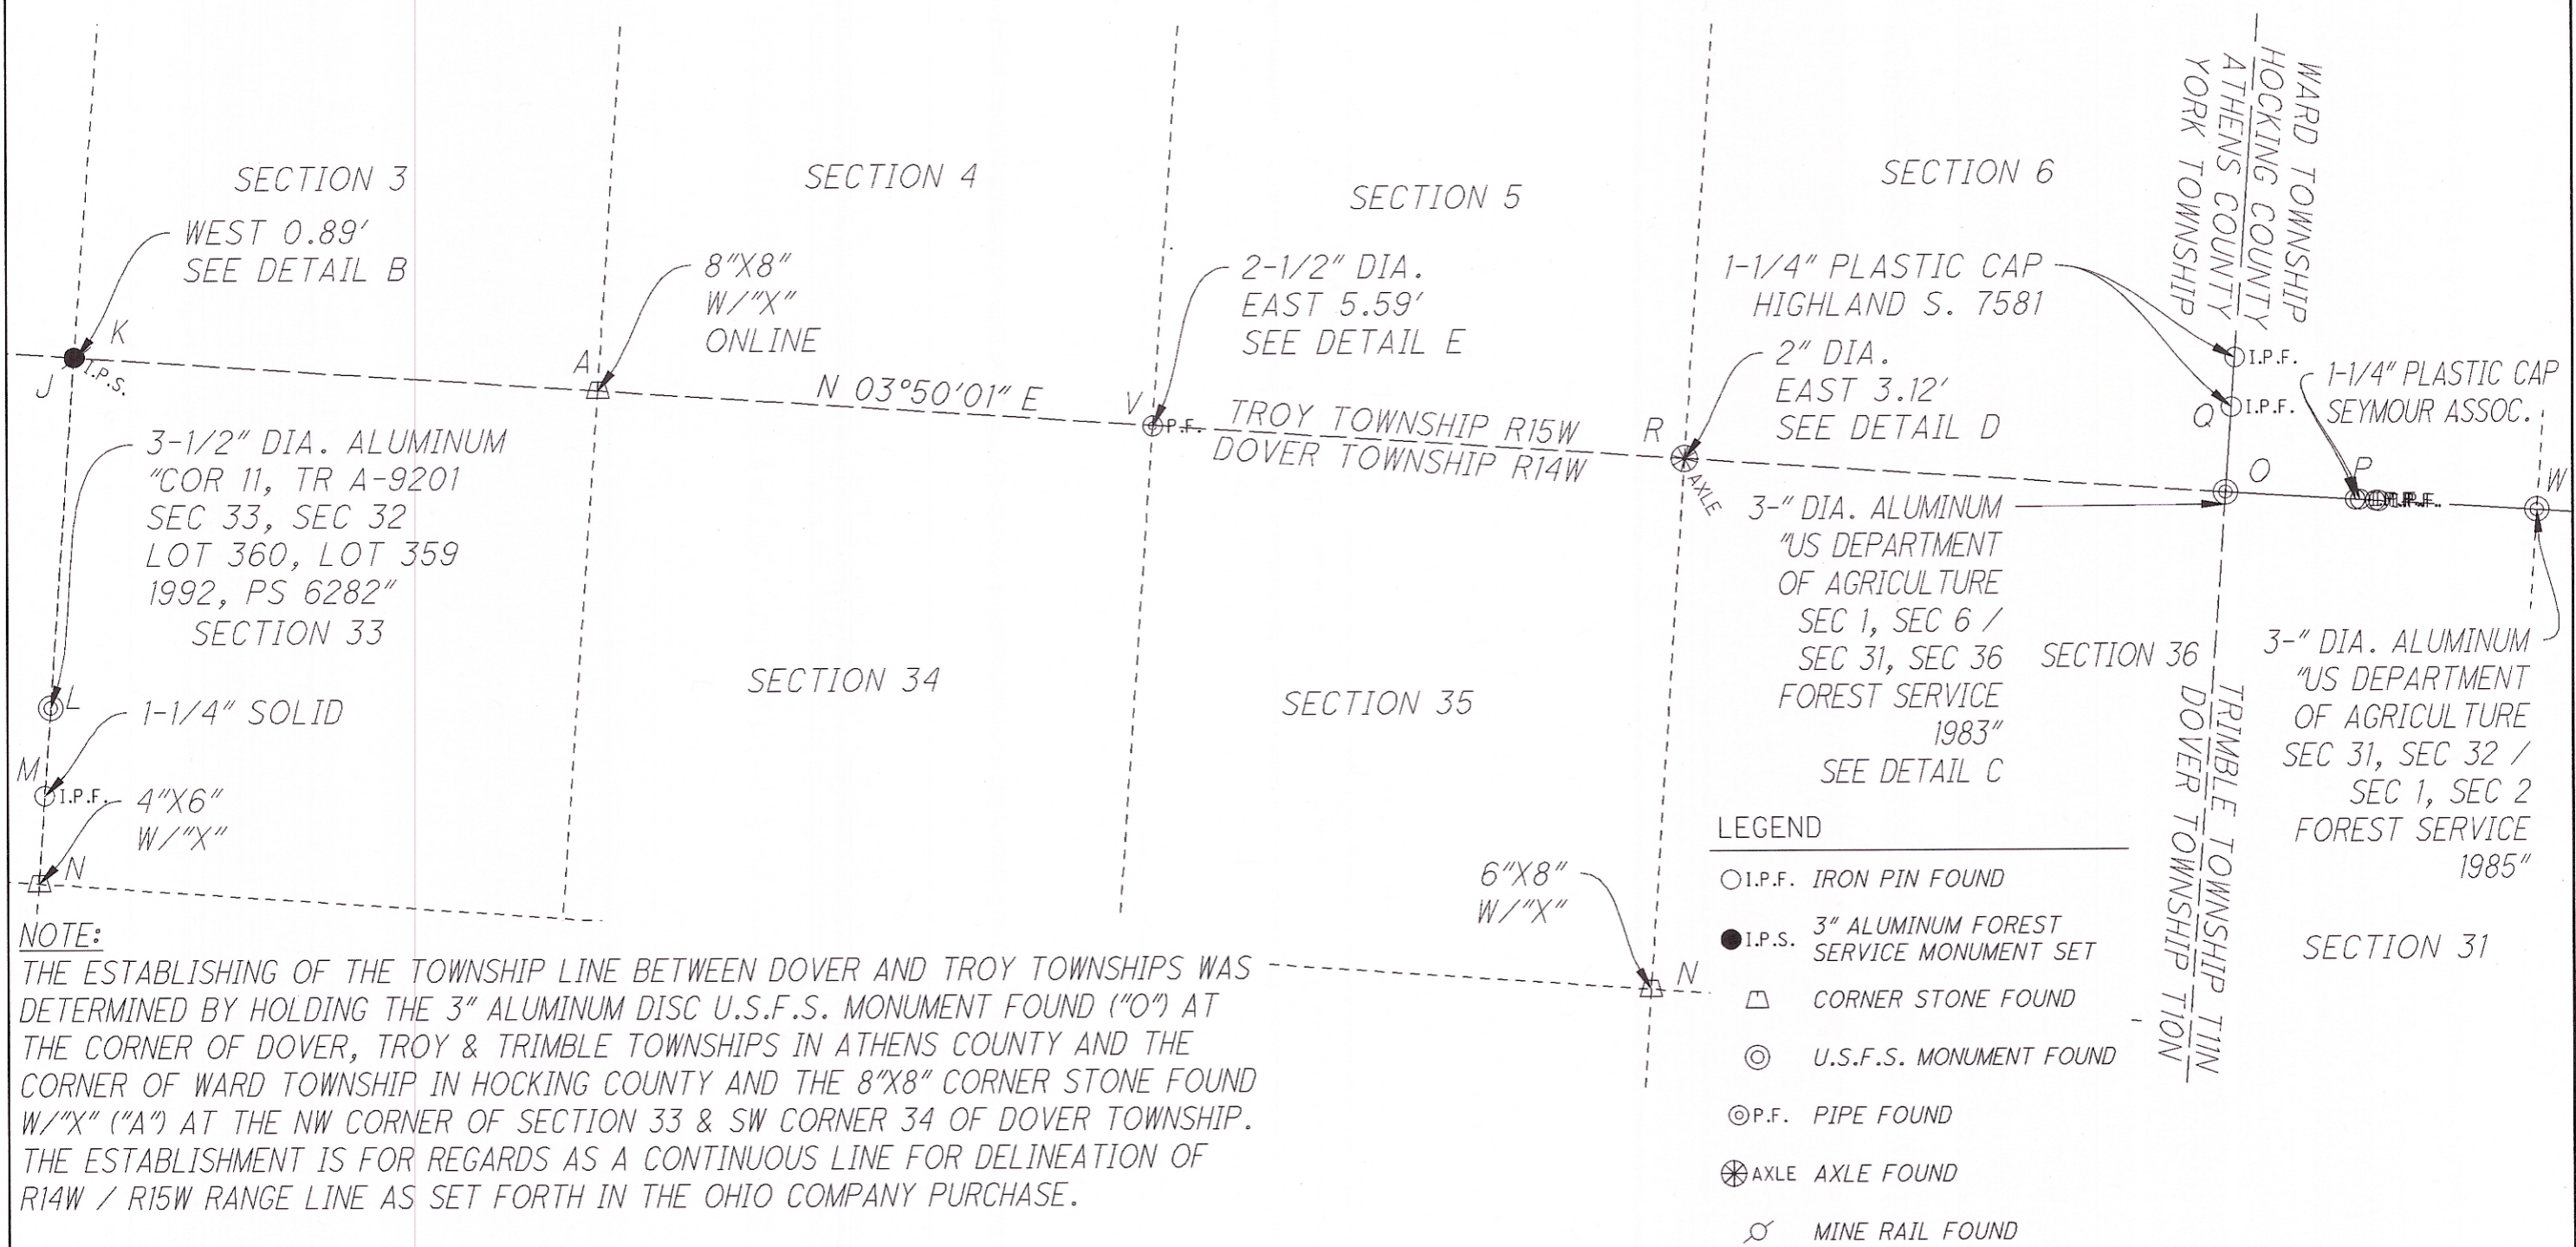 SECTION 3
WEST 0.89'
SEE DETAIL B
K
J
I.P.S.
SECTION 4
8"X8"
W/"X"
ONLINE
A
N 03°50'01" E
SECTION 5
2-1/2" DIA.
EAST 5.59'
SEE DETAIL E
V
P.F.
TROY TOWNSHIP R15W
DOVER TOWNSHIP R14W
SECTION 6
1-1/4" PLASTIC CAP
HIGHLAND S. 7581
2" DIA.
EAST 3.12'
SEE DETAIL D
R
AXLE
WARD TOWNSHIP
HOCKING COUNTY
ATHENS COUNTY
YORK TOWNSHIP
I.P.F.
Q
I.P.F.
1-1/4" PLASTIC CAP
SEYMOUR ASSOC.
O
P
W
3-1/2" DIA. ALUMINUM
"COR 11, TR A-9201
SEC 33, SEC 32
LOT 360, LOT 359
1992, PS 6282"
SECTION 33
L
1-1/4" SOLID
M
I.P.F.
4"X6"
W/"X"
N
SECTION 34
SECTION 35
3-" DIA. ALUMINUM
"US DEPARTMENT
OF AGRICULTURE
SEC 1, SEC 6 /
SEC 31, SEC 36
FOREST SERVICE
1983"
SEE DETAIL C
SECTION 36
TRIMBLE TOWNSHIP T11N
DOVER TOWNSHIP T10N
3-" DIA. ALUMINUM
"US DEPARTMENT
OF AGRICULTURE
SEC 31, SEC 32 /
SEC 1, SEC 2
FOREST SERVICE
1985"
SECTION 31
6"X8"
W/"X"
N
NOTE:
THE ESTABLISHING OF THE TOWNSHIP LINE BETWEEN DOVER AND TROY TOWNSHIPS WAS
DETERMINED BY HOLDING THE 3" ALUMINUM DISC U.S.F.S. MONUMENT FOUND ("O") AT
THE CORNER OF DOVER, TROY & TRIMBLE TOWNSHIPS IN ATHENS COUNTY AND THE
CORNER OF WARD TOWNSHIP IN HOCKING COUNTY AND THE 8"X8" CORNER STONE FOUND
W/"X" ("A") AT THE NW CORNER OF SECTION 33 & SW CORNER 34 OF DOVER TOWNSHIP.
THE ESTABLISHMENT IS FOR REGARDS AS A CONTINUOUS LINE FOR DELINEATION OF
R14W / R15W RANGE LINE AS SET FORTH IN THE OHIO COMPANY PURCHASE.
LEGEND
I.P.F. IRON PIN FOUND
I.P.S. 3" ALUMINUM FOREST
SERVICE MONUMENT SET
CORNER STONE FOUND
U.S.F.S. MONUMENT FOUND
P.F. PIPE FOUND
AXLE AXLE FOUND
MINE RAIL FOUND